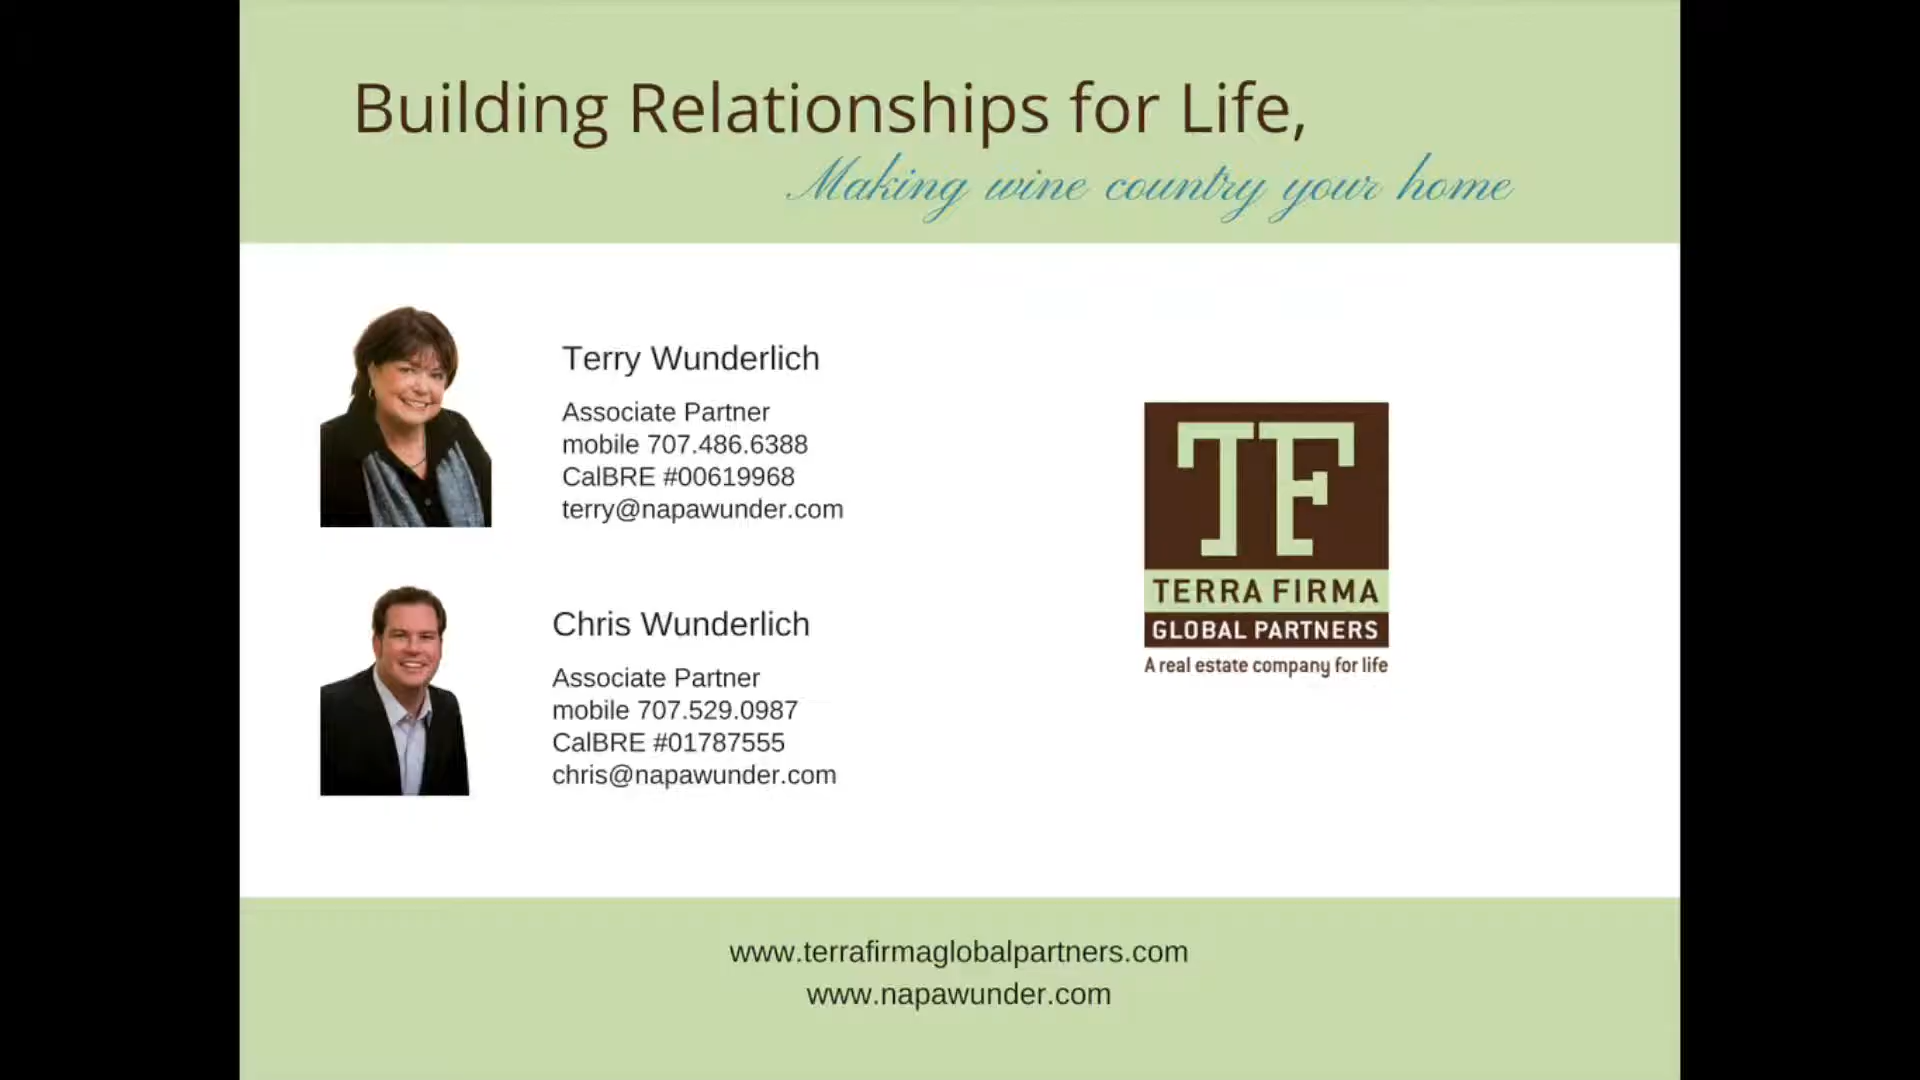 Building Relationships for Life,
Making wine country your home
Terry Wunderlich
Associate Partner
mobile 707.486.6388
CalBRE #00619968
terry@napawunder.com
Chris Wunderlich
Associate Partner
mobile 707.529.0987
CalBRE #01787555
chris@napawunder.com
TF
TERRA FIRMA
GLOBAL PARTNERS
A real estate company for life
www.terrafirmaglobalpartners.com
www.napawunder.com